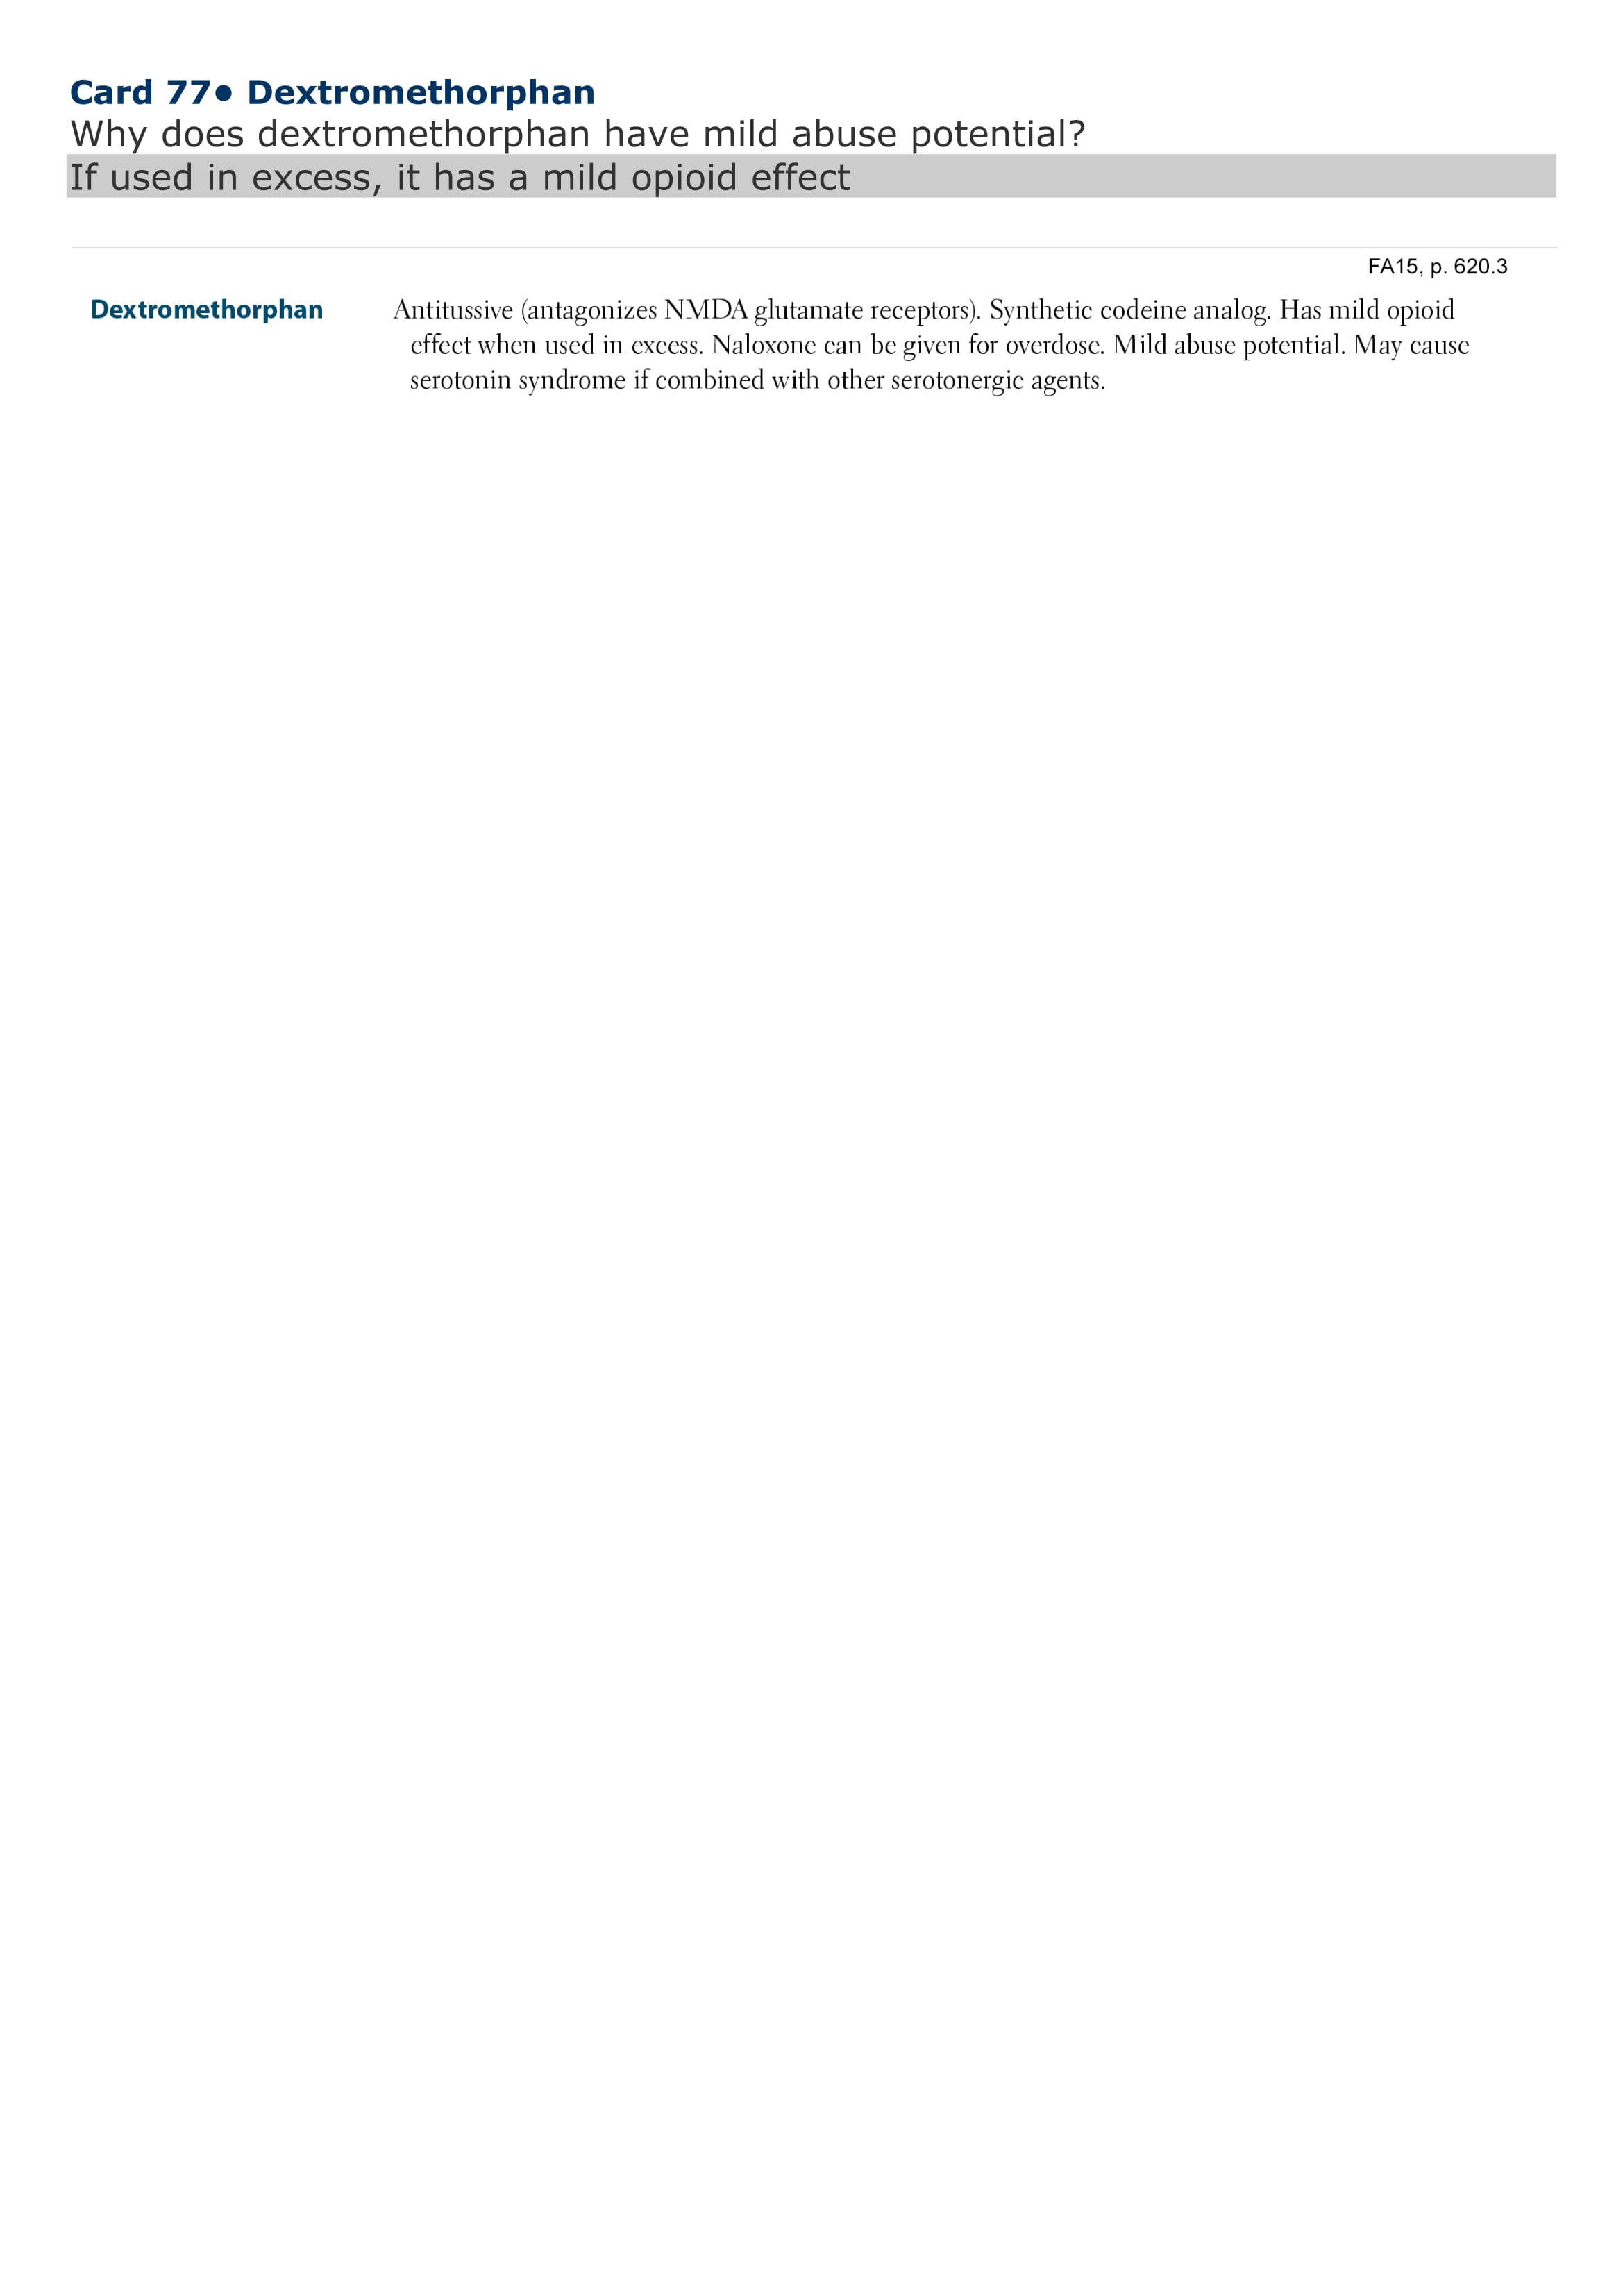 Card 77● Dextromethorphan
Why does dextromethorphan have mild abuse potential?
If used in excess, it has a mild opioid effect
FA15, p. 620.3
Dextromethorphan Antitussive (antagonizes NMDA glutamate receptors). Synthetic codeine analog. Has mild opioid
effect when used in excess. Naloxone can be given for overdose. Mild abuse potential. May cause
serotonin syndrome if combined with other serotonergic agents.